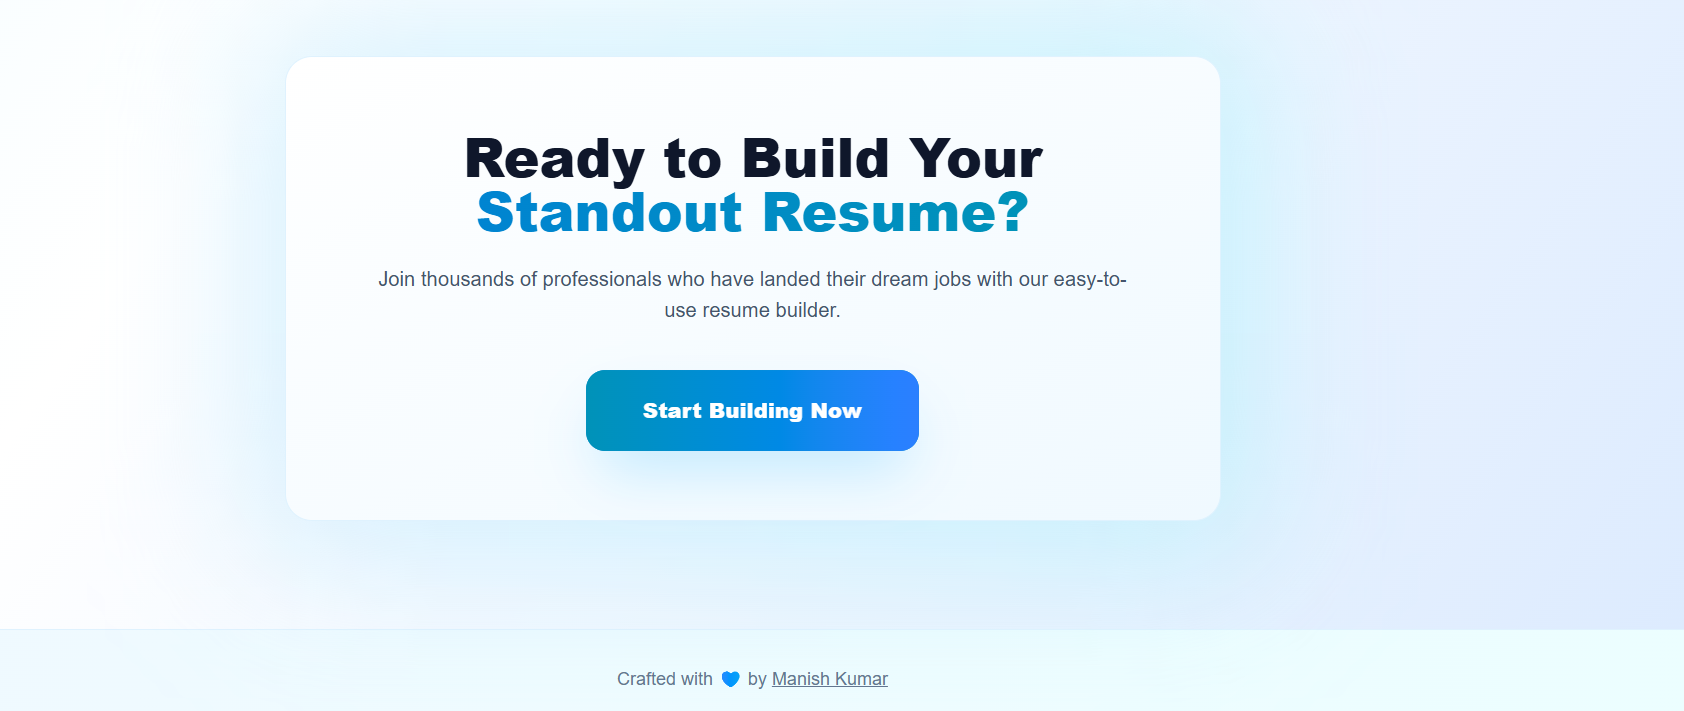 Ready to Build Your
Standout Resume?
Join thousands of professionals who have landed their dream jobs with our easy-to-
use resume builder.
Start Building Now
Crafted with 💙 by Manish Kumar